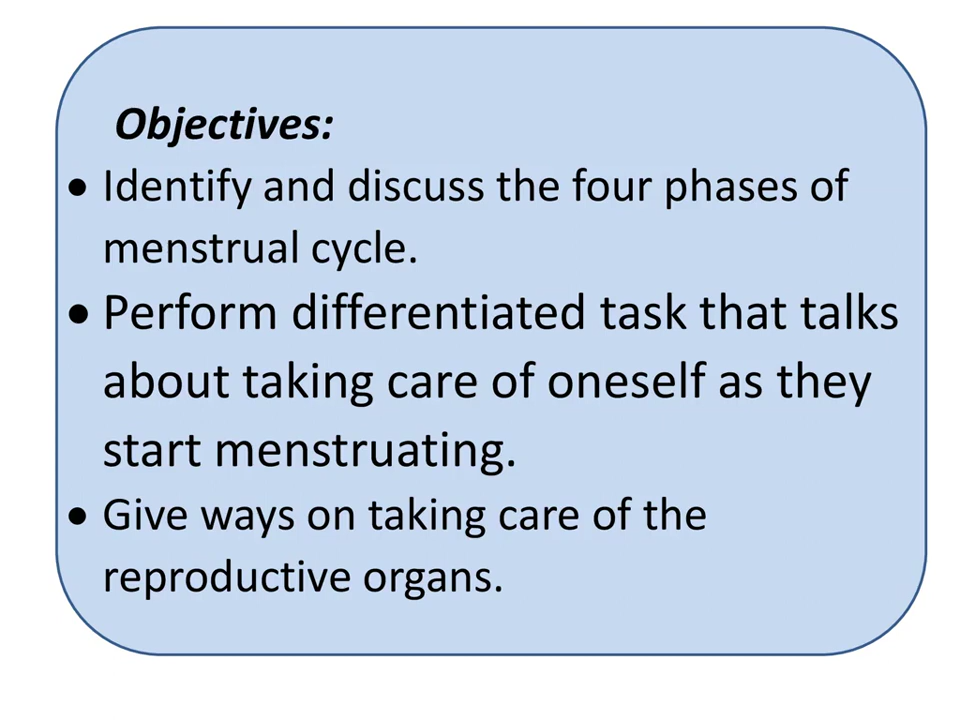 Objectives:
• Identify and discuss the four phases of
menstrual cycle.
• Perform differentiated task that talks
about taking care of oneself as they
start menstruating.
• Give ways on taking care of the
reproductive organs.